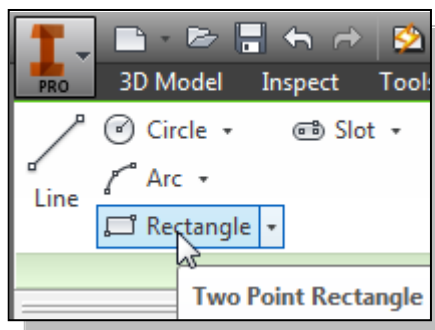 PRO
3D Model Inspect Tools
Circle Slot
Line
Arc
Rectangle
Two Point Rectangle